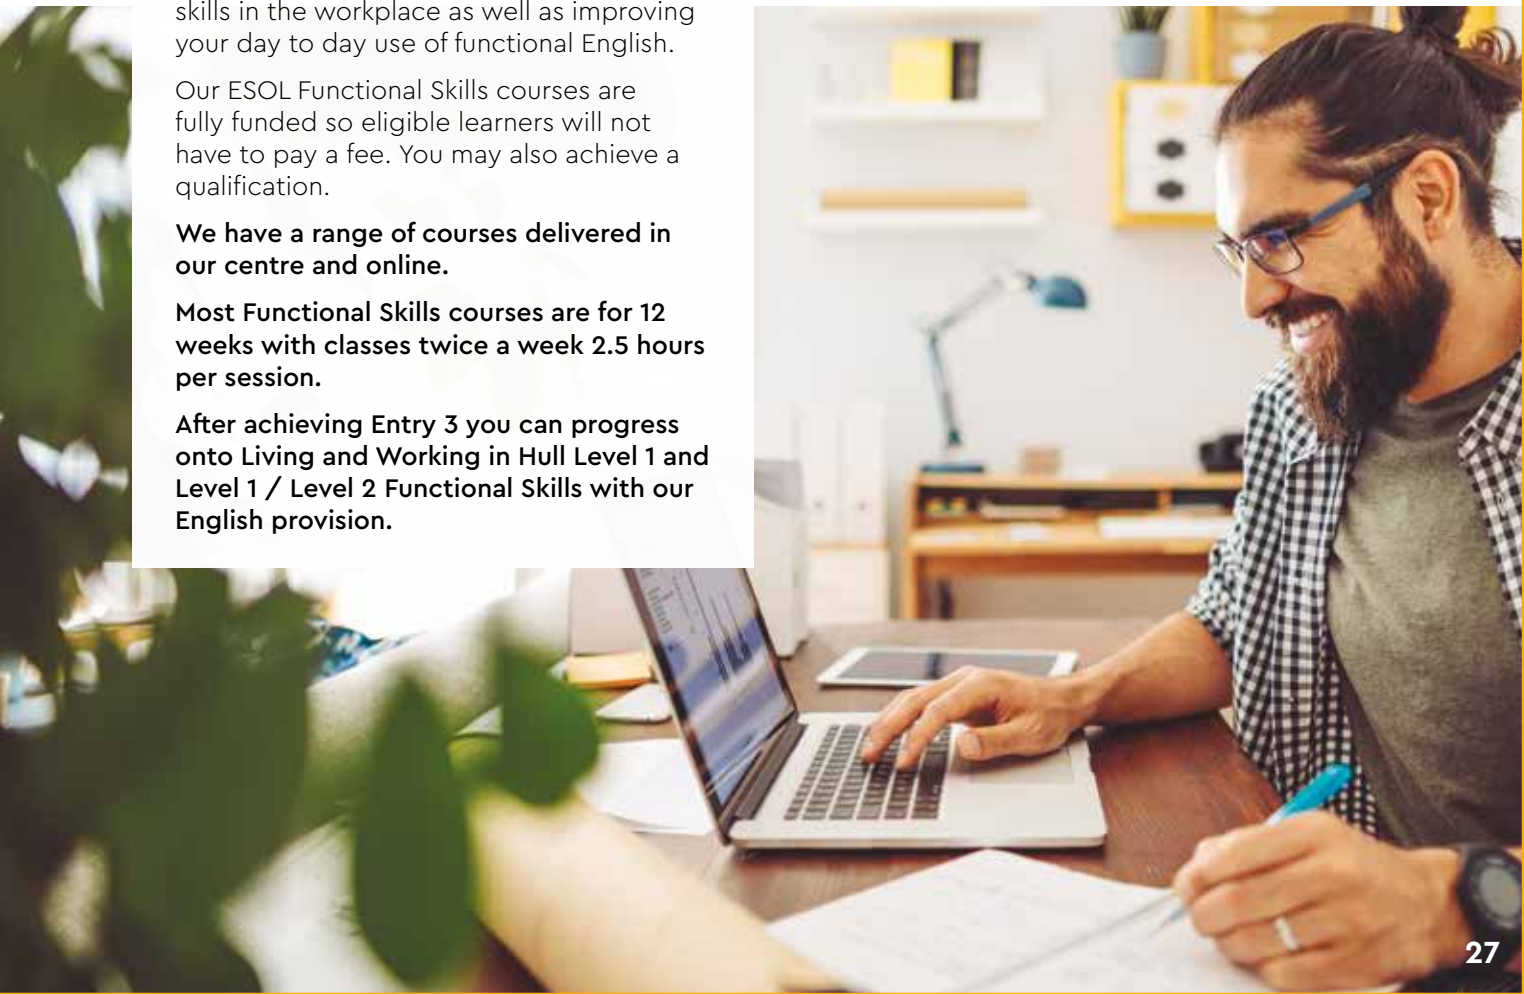 skills in the workplace as well as improving
your day to day use of functional English.
Our ESOL Functional Skills courses are
fully funded so eligible learners will not
have to pay a fee. You may also achieve a
qualification.
We have a range of courses delivered in
our centre and online.
Most Functional Skills courses are for 12
weeks with classes twice a week 2.5 hours
per session.
After achieving Entry 3 you can progress
onto Living and Working in Hull Level 1 and
Level 1 / Level 2 Functional Skills with our
English provision.
27